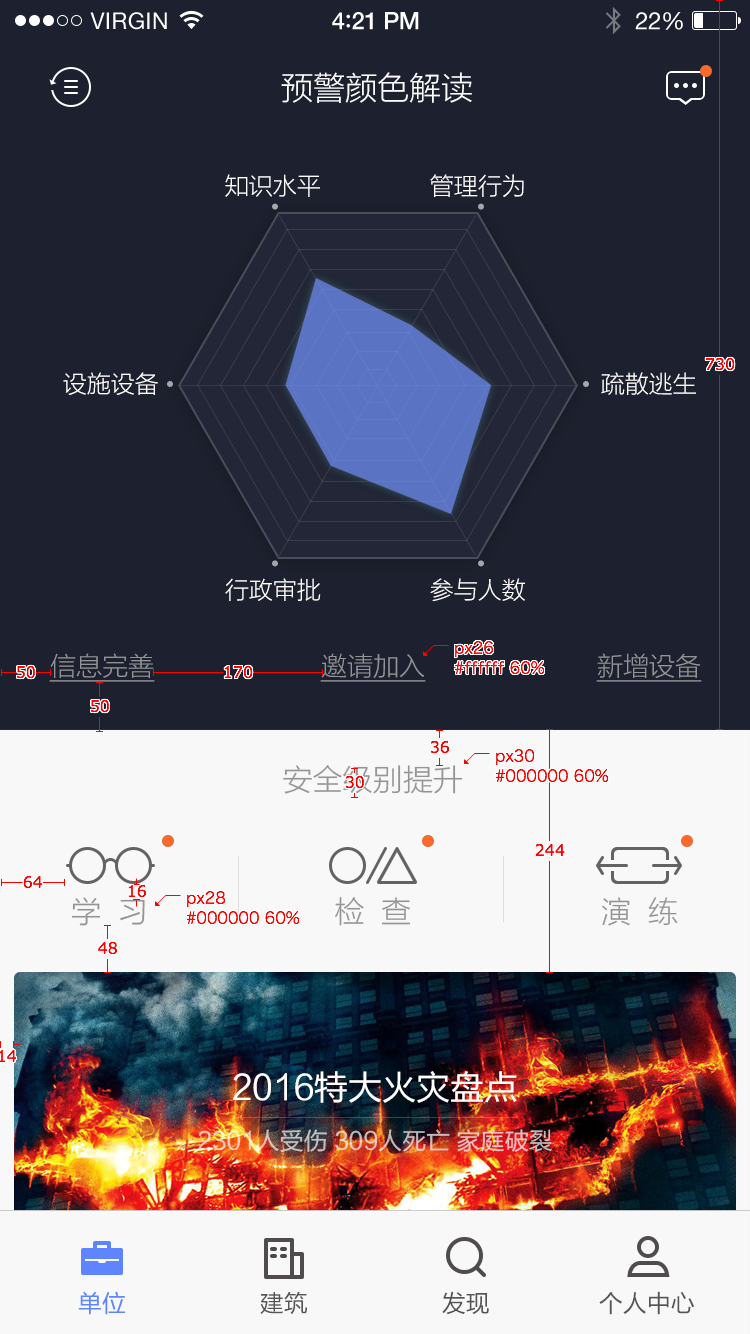 VIRGIN 4:21 PM 22%
预警颜色解读
知识水平 管理行为
730
设施设备 疏散逃生
行政审批 参与人数
px26
#ffffff 60%
50 信息完善 170 邀请加入 新增设备
50
36
px30
#000000 60%
安全级别提升
30
244
64
16
px28
#000000 60%
学 习 检 查 演 练
48
14
2016特大火灾盘点
2301人受伤 309人死亡 家庭破裂
单位 建筑 发现 个人中心